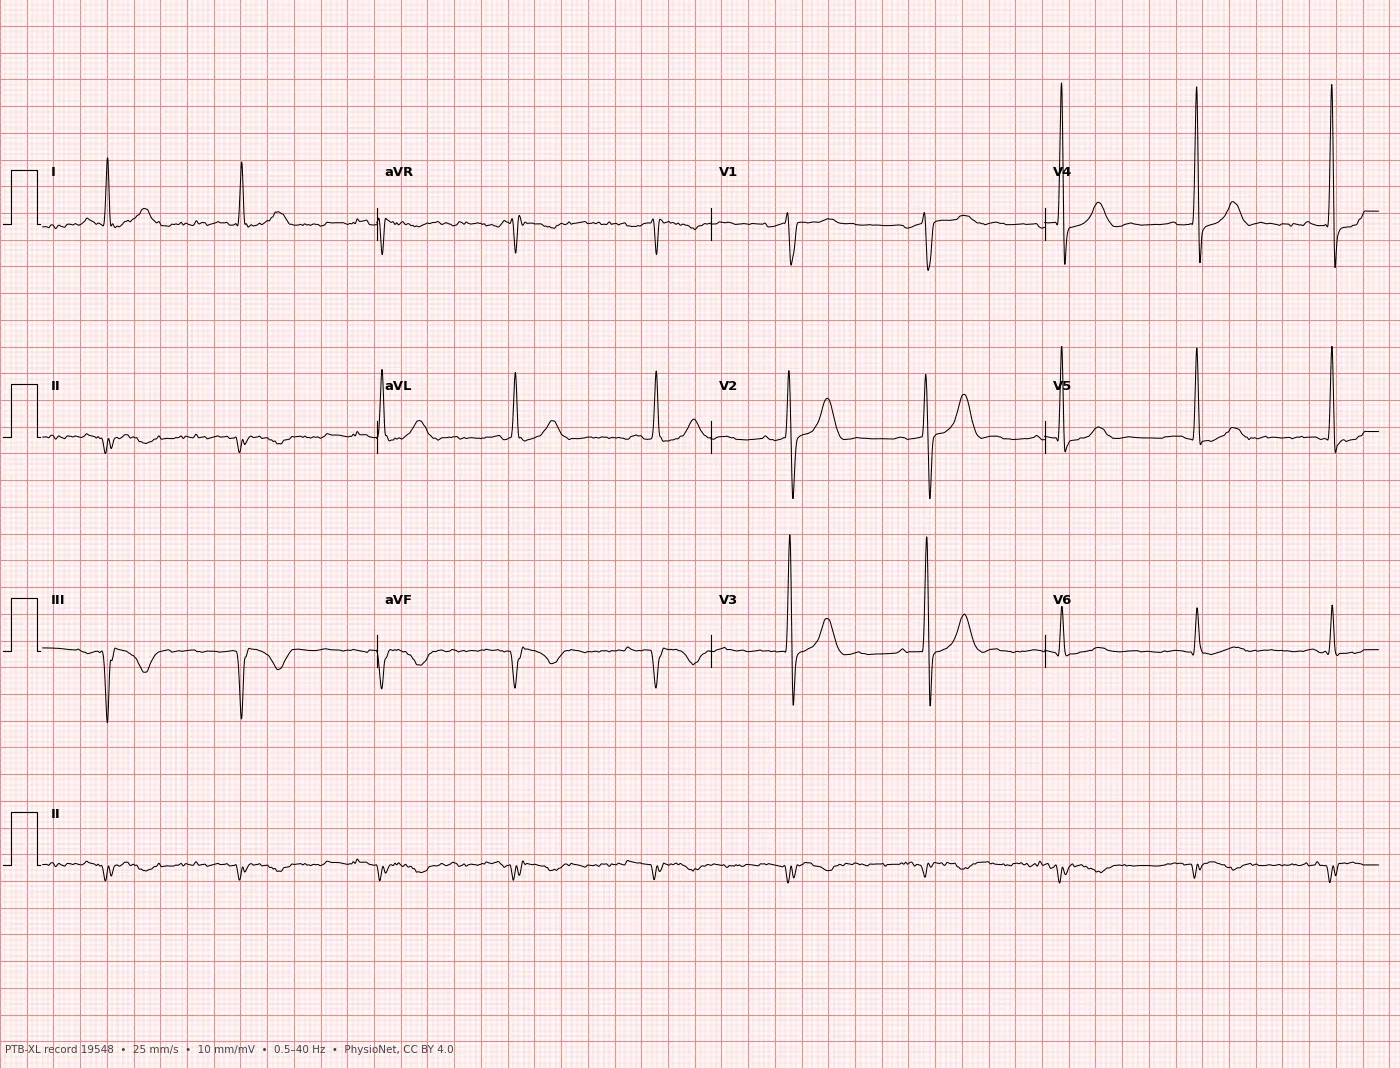 I aVR V1 V4
II aVL V2 V5
III aVF V3 V6
II
PTB-XL record 19548 • 25 mm/s • 10 mm/mV • 0.5–40 Hz • PhysioNet, CC BY 4.0